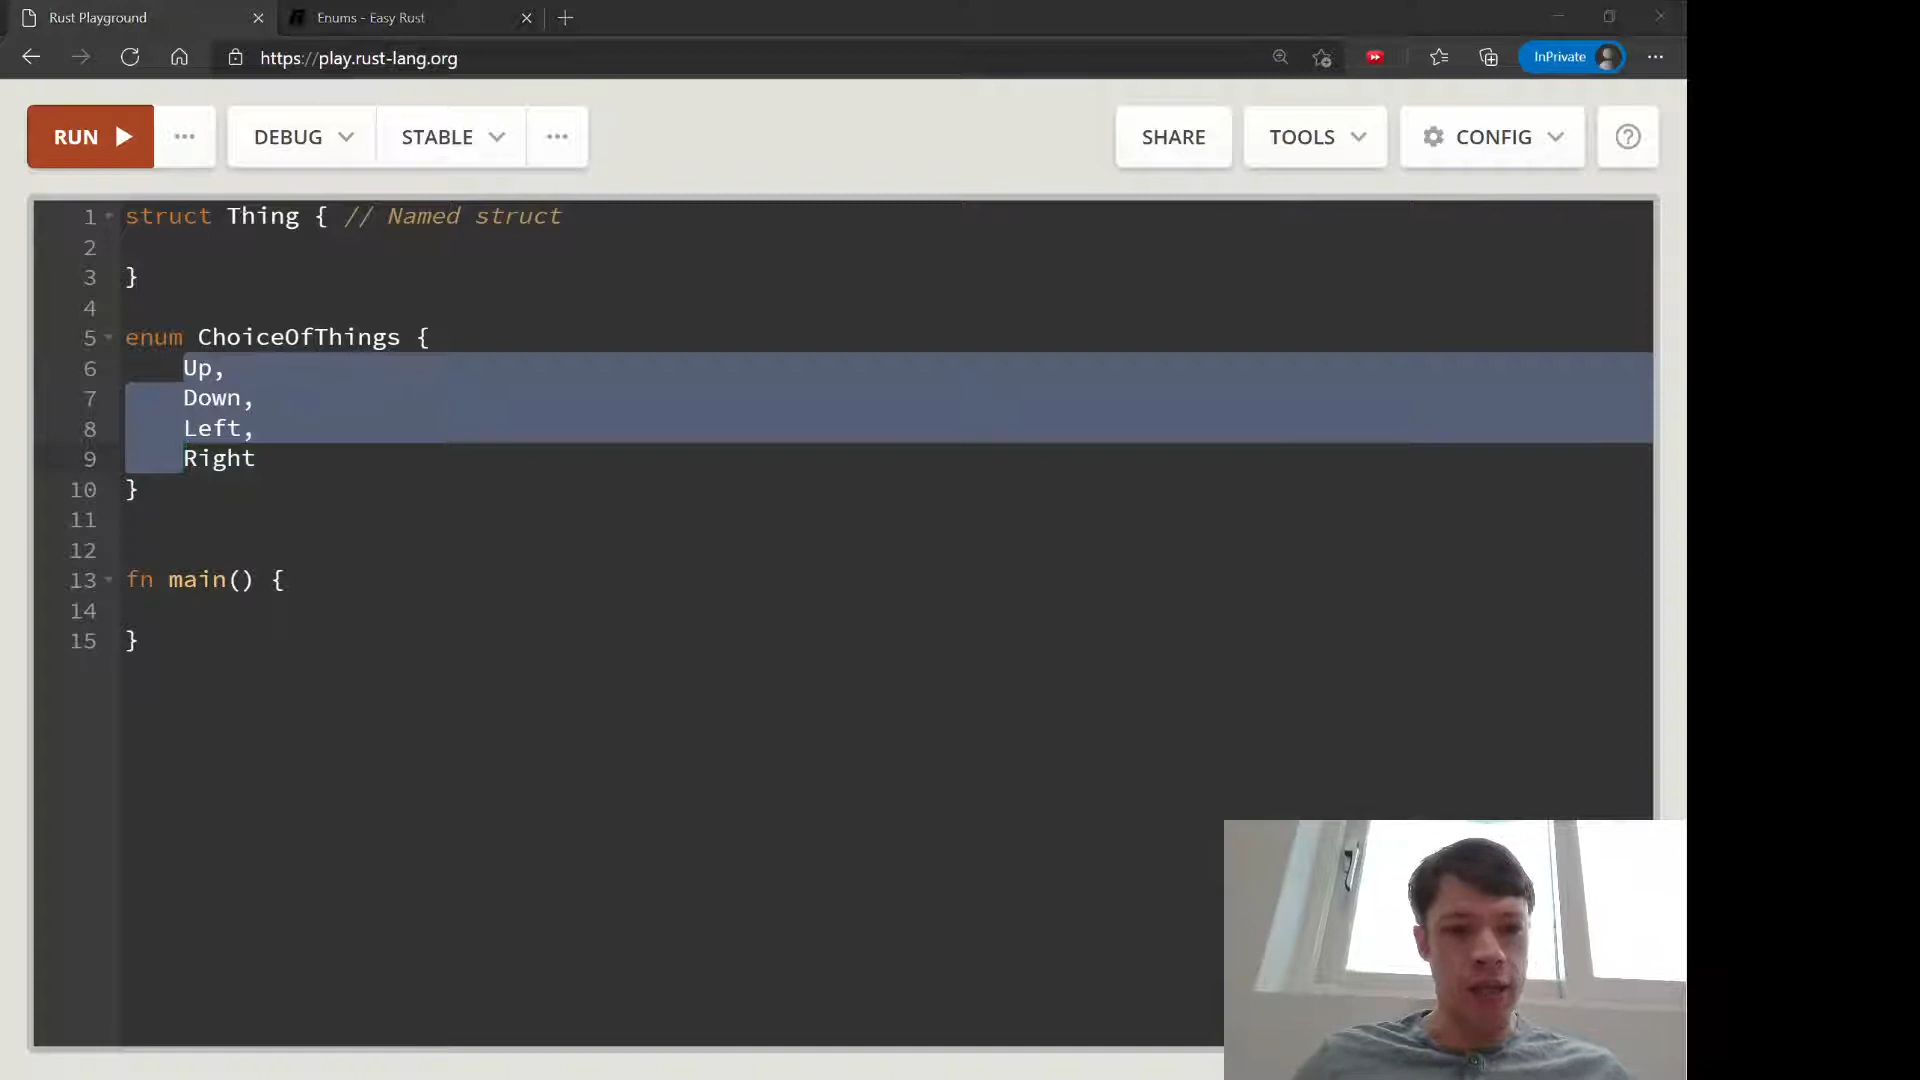 Rust Playground
Enums - Easy Rust
https://play.rust-lang.org
InPrivate
RUN
DEBUG
STABLE
SHARE
TOOLS
CONFIG
1 struct Thing { // Named struct
2
3 }
4
5 enum ChoiceOfThings {
6 Up,
7 Down,
8 Left,
9 Right
10 }
11
12
13 fn main() {
14
15 }